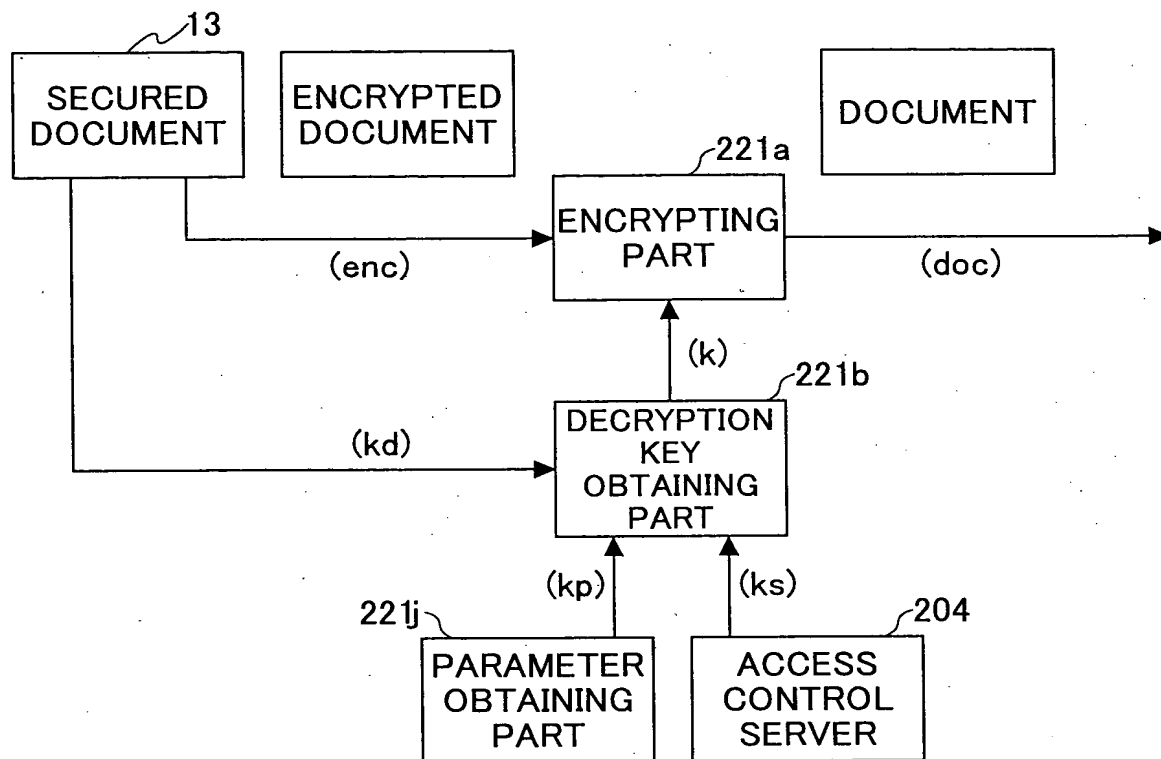 13
SECURED
DOCUMENT
ENCRYPTED
DOCUMENT
DOCUMENT
221a
ENCRYPTING
PART
(enc)
(doc)
(k)
221b
DECRYPTION
KEY
OBTAINING
PART
(kd)
(kp)
(ks)
221j
PARAMETER
OBTAINING
PART
204
ACCESS
CONTROL
SERVER